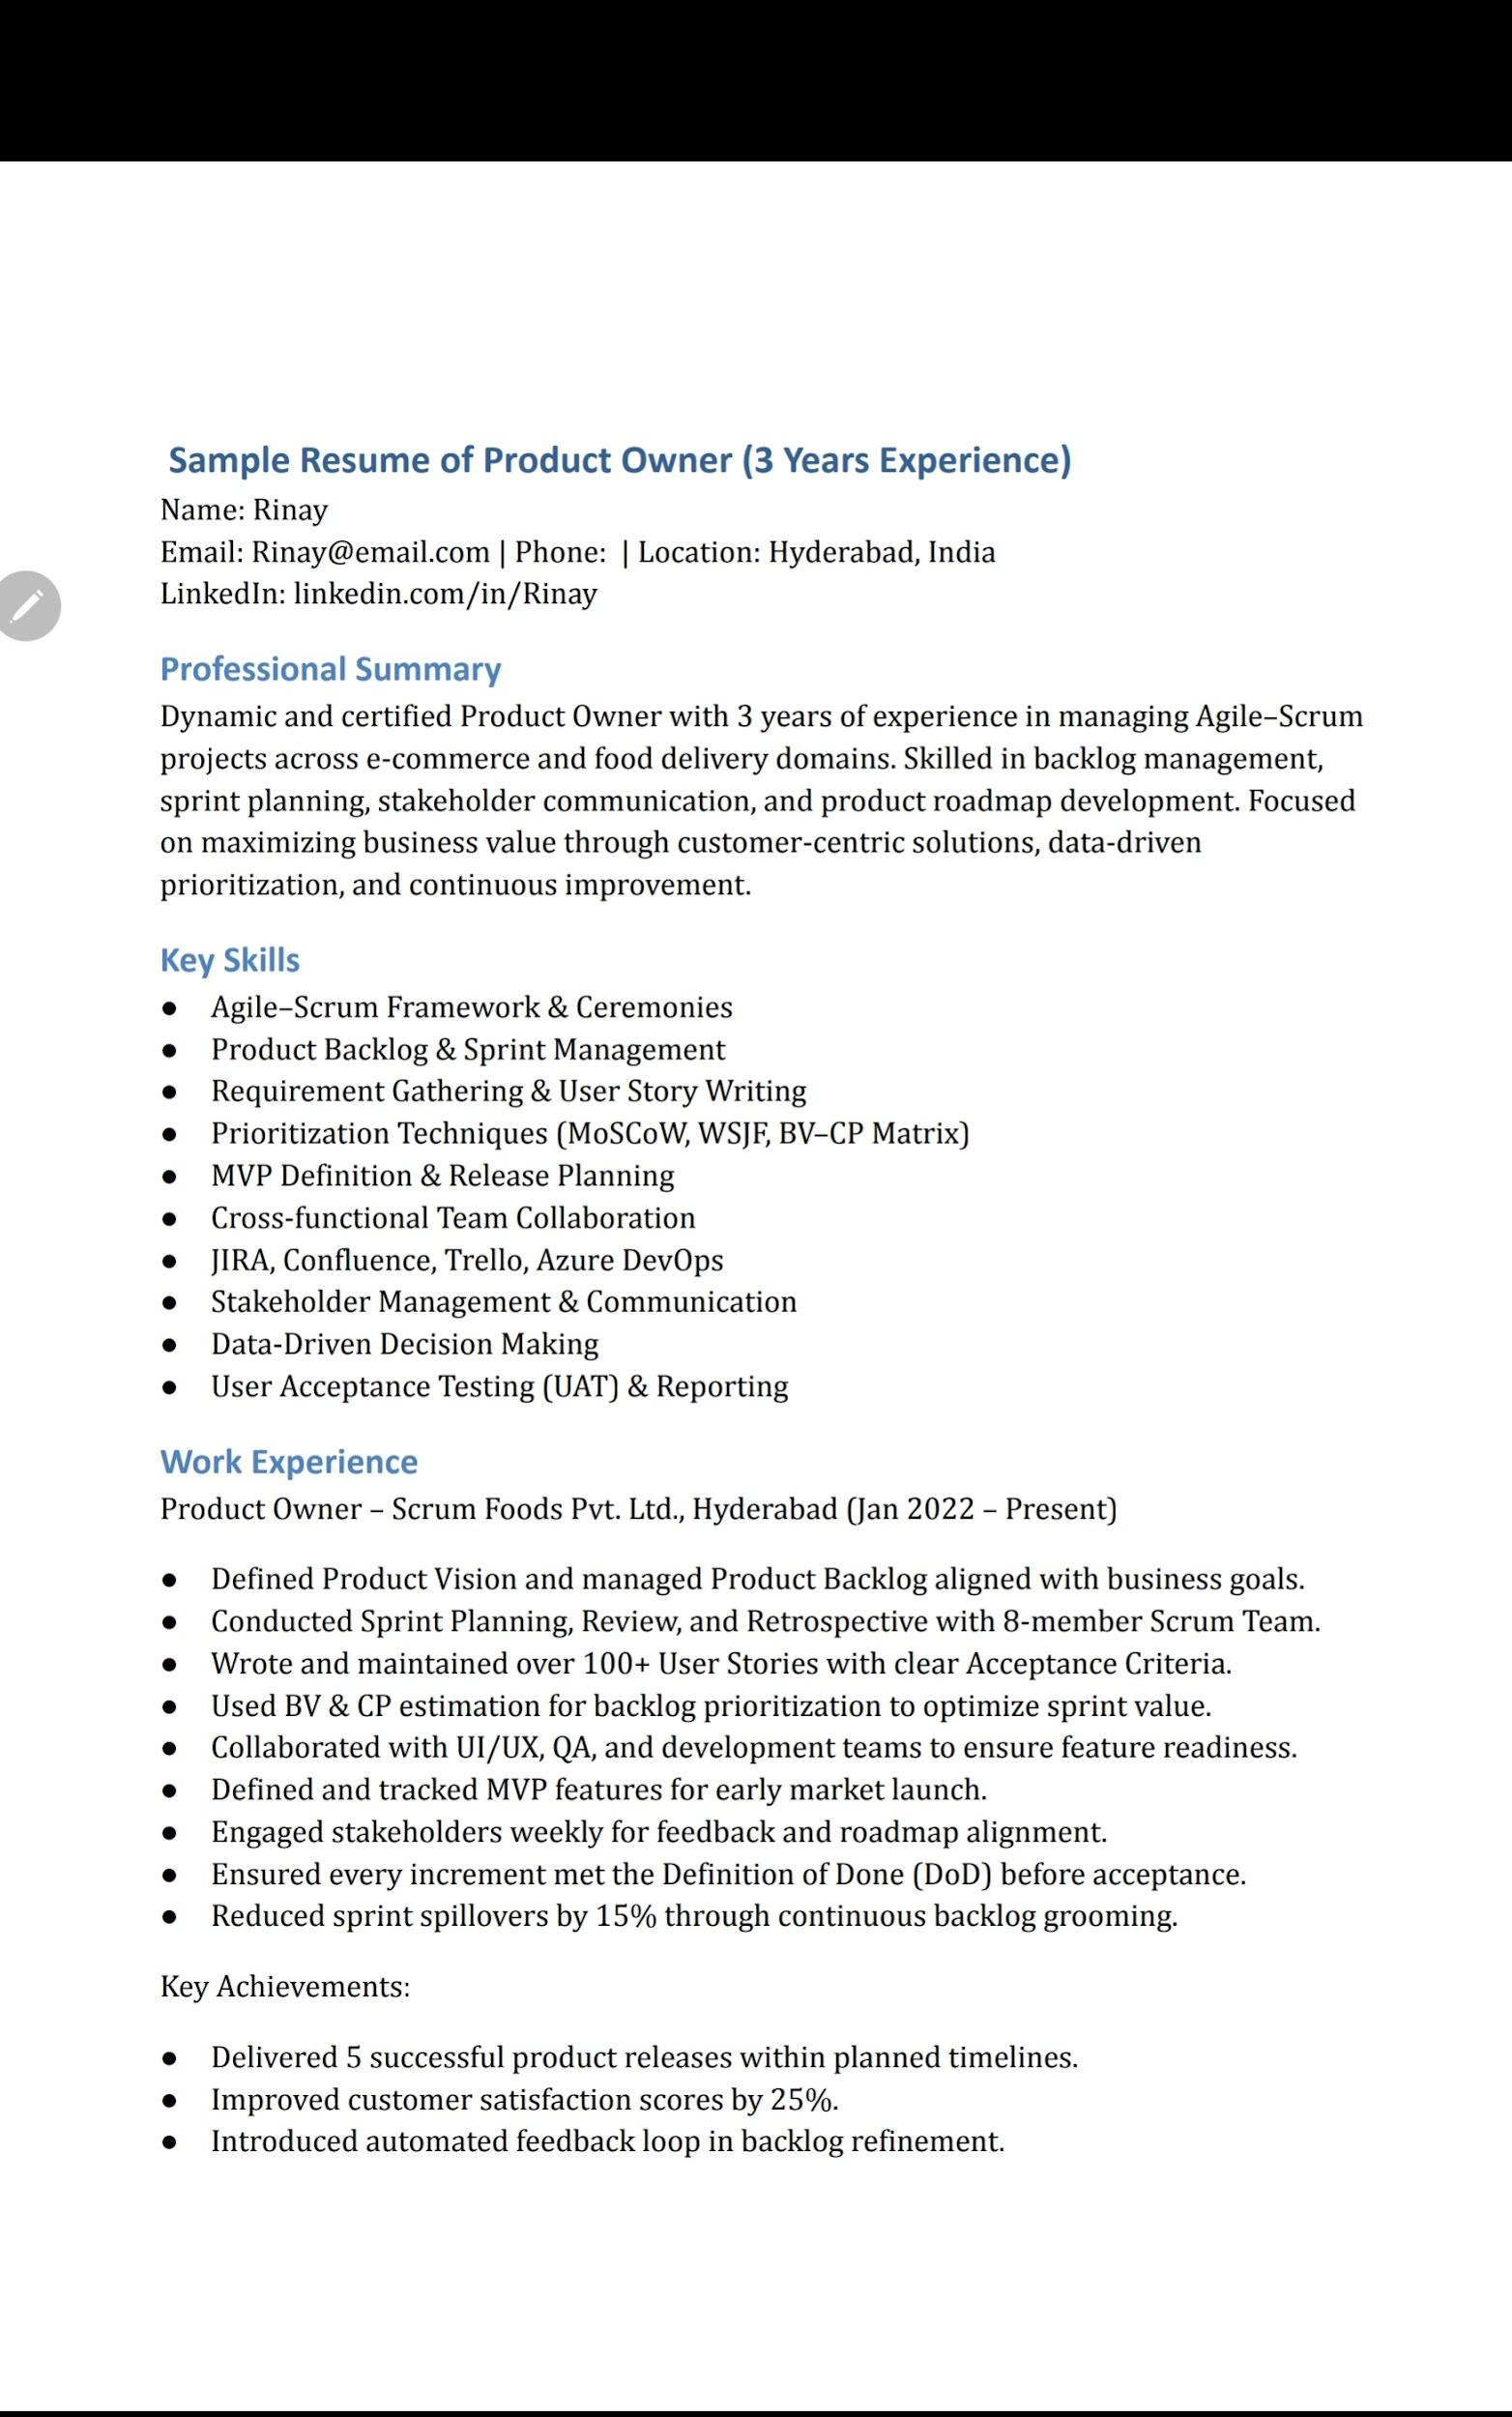 Sample Resume of Product Owner (3 Years Experience)
Name: Rinay
Email: Rinay@email.com | Phone:  | Location: Hyderabad, India
LinkedIn: linkedin.com/in/Rinay
Professional Summary
Dynamic and certified Product Owner with 3 years of experience in managing Agile–Scrum
projects across e-commerce and food delivery domains. Skilled in backlog management,
sprint planning, stakeholder communication, and product roadmap development. Focused
on maximizing business value through customer-centric solutions, data-driven
prioritization, and continuous improvement.
Key Skills
● Agile–Scrum Framework & Ceremonies
● Product Backlog & Sprint Management
● Requirement Gathering & User Story Writing
● Prioritization Techniques (MoSCoW, WSJF, BV–CP Matrix)
● MVP Definition & Release Planning
● Cross-functional Team Collaboration
● JIRA, Confluence, Trello, Azure DevOps
● Stakeholder Management & Communication
● Data-Driven Decision Making
● User Acceptance Testing (UAT) & Reporting
Work Experience
Product Owner – Scrum Foods Pvt. Ltd., Hyderabad (Jan 2022 – Present)
● Defined Product Vision and managed Product Backlog aligned with business goals.
● Conducted Sprint Planning, Review, and Retrospective with 8-member Scrum Team.
● Wrote and maintained over 100+ User Stories with clear Acceptance Criteria.
● Used BV & CP estimation for backlog prioritization to optimize sprint value.
● Collaborated with UI/UX, QA, and development teams to ensure feature readiness.
● Defined and tracked MVP features for early market launch.
● Engaged stakeholders weekly for feedback and roadmap alignment.
● Ensured every increment met the Definition of Done (DoD) before acceptance.
● Reduced sprint spillovers by 15% through continuous backlog grooming.
Key Achievements:
● Delivered 5 successful product releases within planned timelines.
● Improved customer satisfaction scores by 25%.
● Introduced automated feedback loop in backlog refinement.